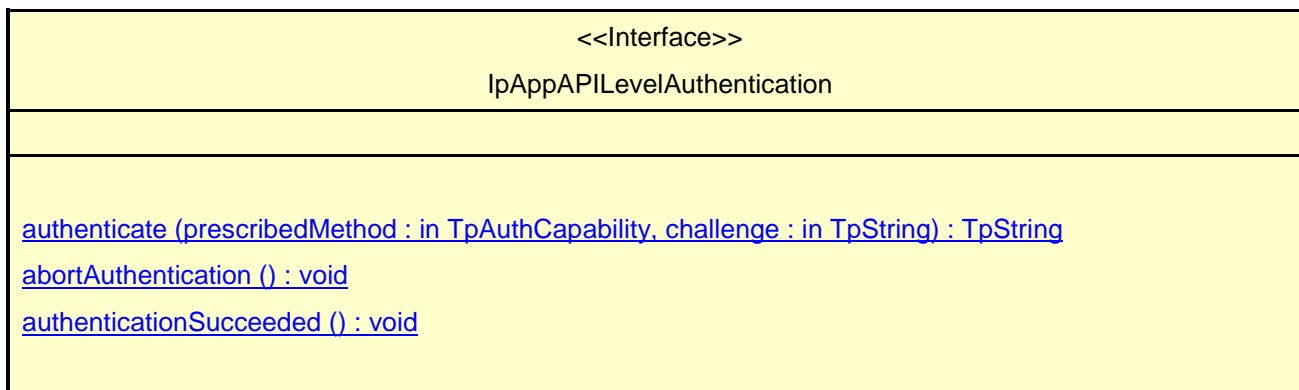 <<Interface>>
IpAppAPILevelAuthentication
authenticate (prescribedMethod : in TpAuthCapability, challenge : in TpString) : TpString
abortAuthentication () : void
authenticationSucceeded () : void